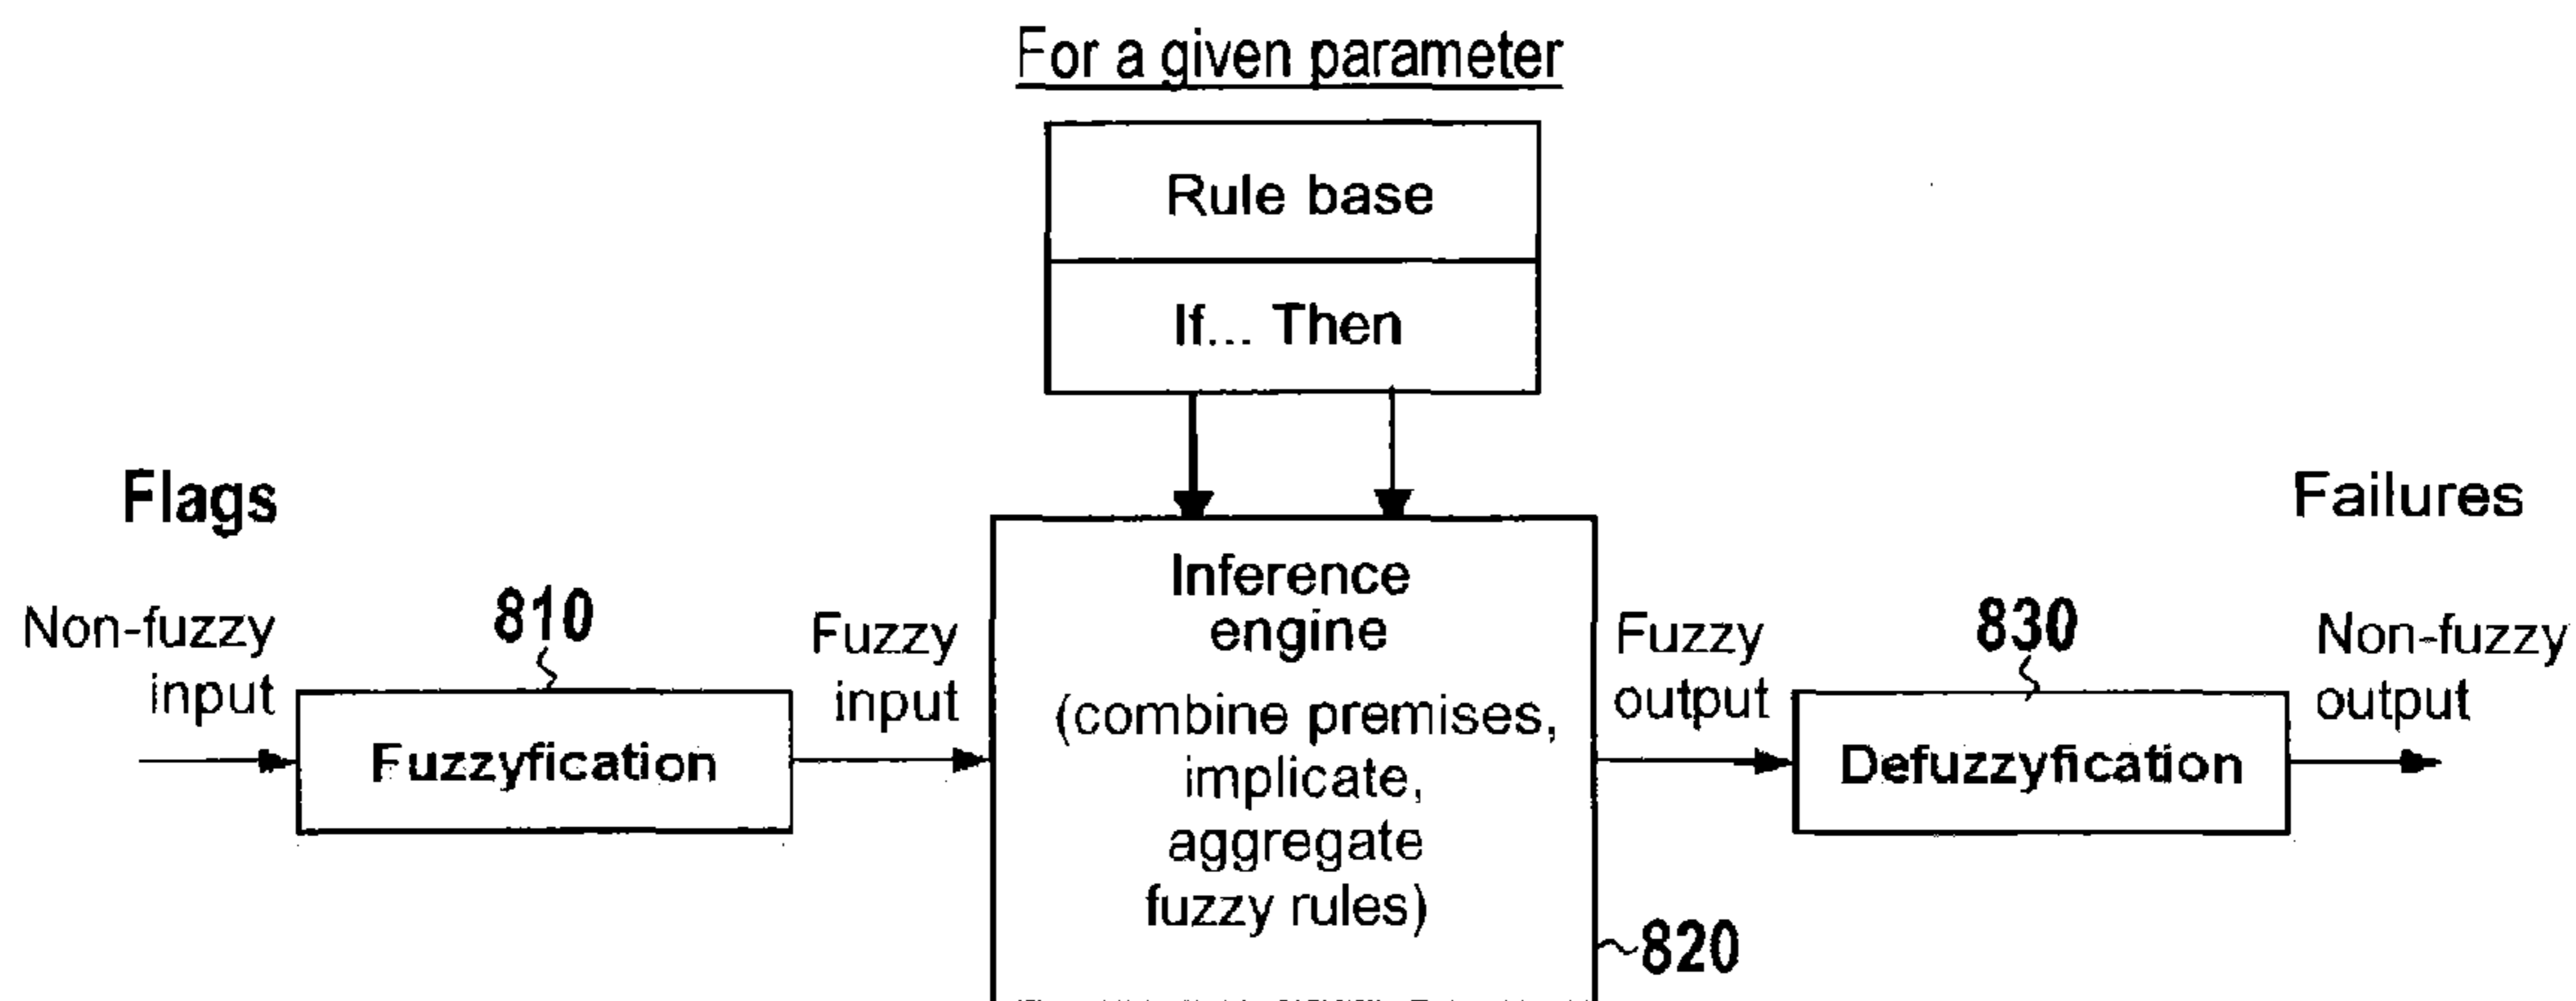 For a given parameter
Rule base
If... Then
Flags
Failures
Non-fuzzy
input
810
Fuzzyfication
Fuzzy
input
Inference
engine
(combine premises,
implicate,
aggregate
fuzzy rules)
820
Fuzzy
output
830
Defuzzyfication
Non-fuzzy
output